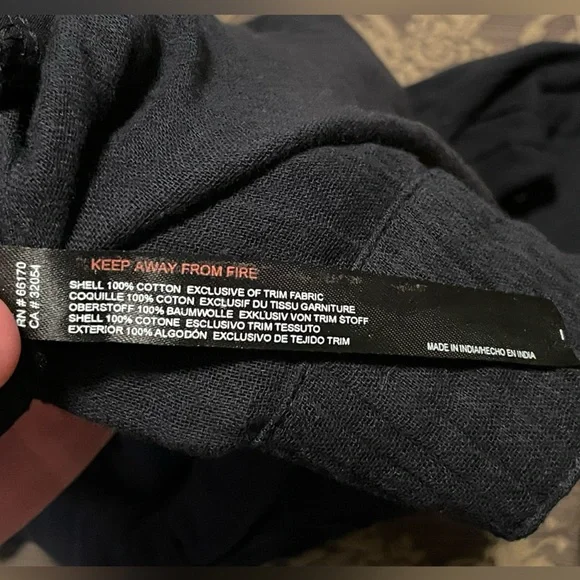 RN # 66170
CA # 32054
KEEP AWAY FROM FIRE
SHELL 100% COTTON EXCLUSIVE OF TRIM FABRIC
COQUILLE 100% COTON EXCLUSIF DU TISSU GARNITURE
OBERSTOFF 100% BAUMWOLLE EXKLUSIV VON TRIM STOFF
SHELL 100% COTONE ESCLUSIVO TRIM TESSUTO
EXTERIOR 100% ALGODÓN EXCLUSIVO DE TEJIDO TRIM
MADE IN INDIA/HECHO EN INDIA